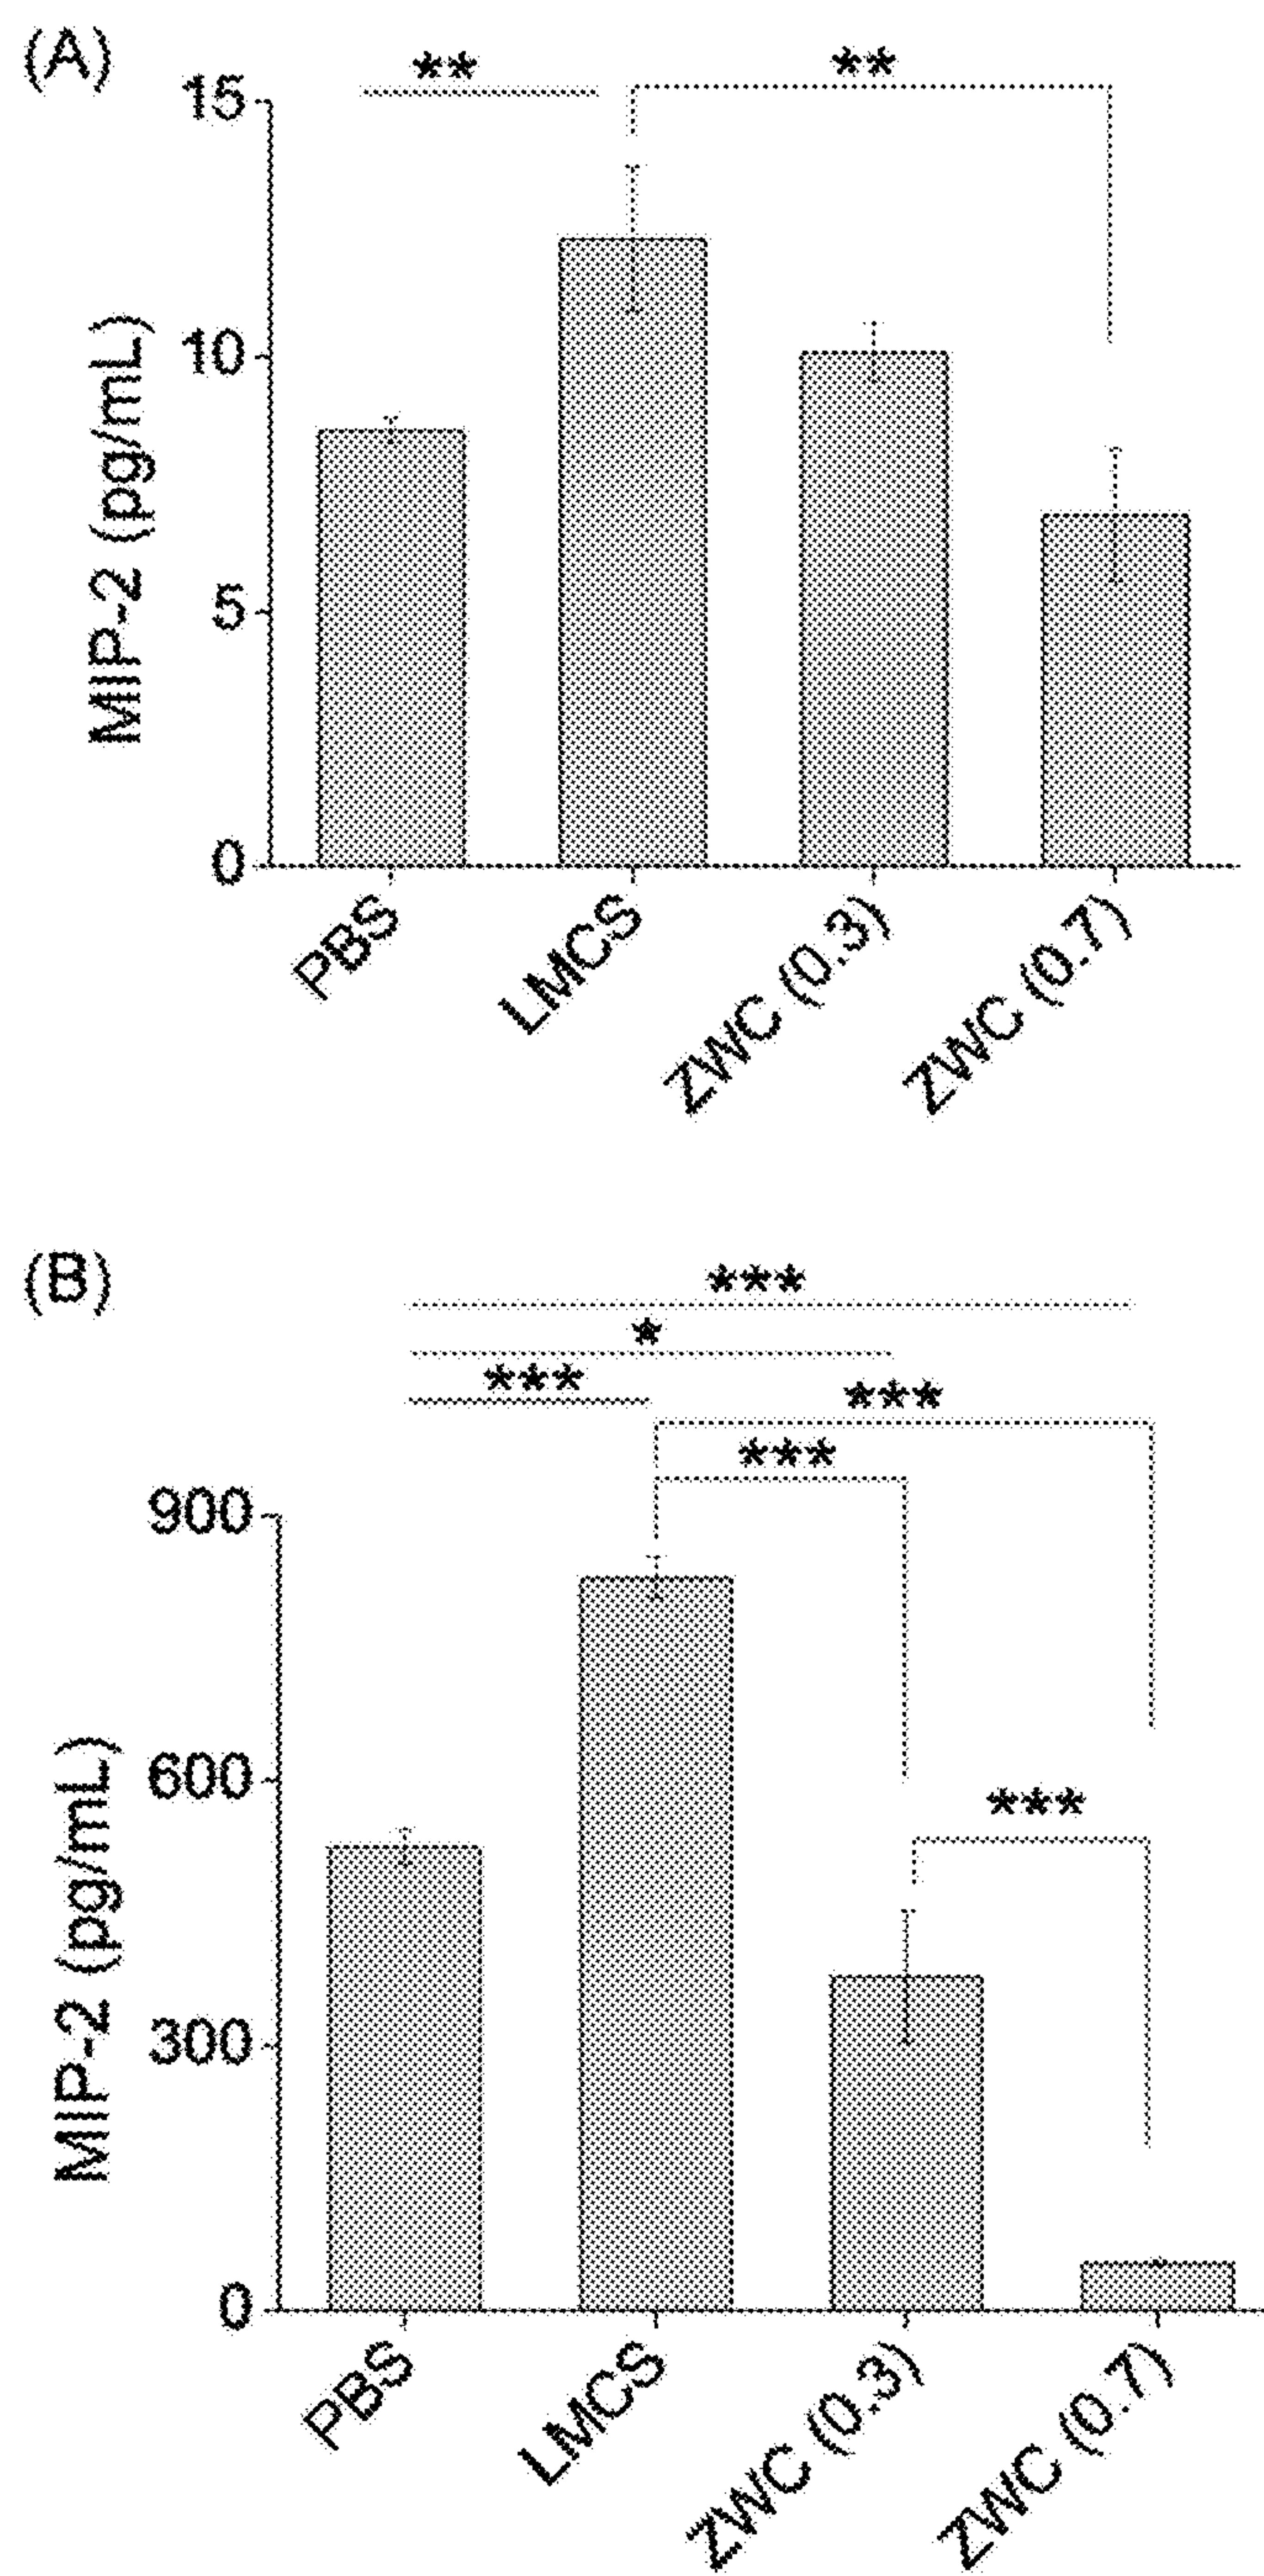 (A)
** **
15
10
5
0
MIP-2 (pg/mL)
PBS
LMCS
ZWC (0.3)
ZWC (0.7)
(B)
***
*
***
***
***
***
900
600
300
0
MIP-2 (pg/mL)
PBS
LMCS
ZWC (0.3)
ZWC (0.7)